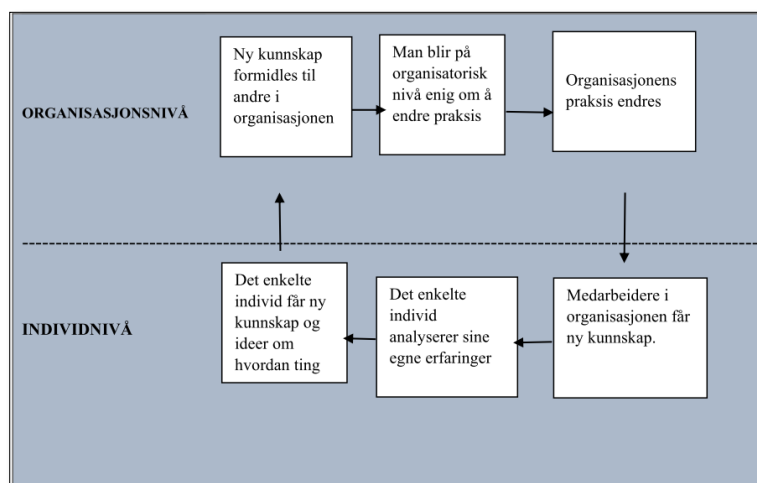 ORGANISASJONSNIVÅ
Ny kunnskap
formidles til
andre i
organisasjonen
Man blir på
organisatorisk
nivå enig om å
endre praksis
Organisasjonens
praksis endres
INDIVIDNIVÅ
Det enkelte
individ får ny
kunnskap og
ideer om
hvordan ting
Det enkelte
individ
analyserer sine
egne erfaringer
Medarbeidere i
organisasjonen får
ny kunnskap.